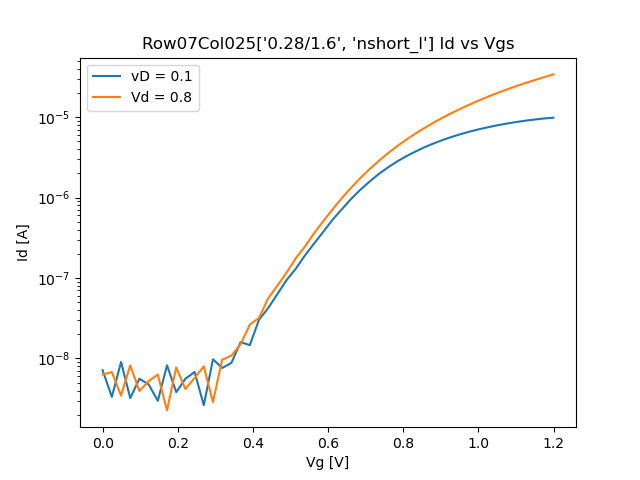 Row07Col025['0.28/1.6', 'nshort_l'] Id vs Vgs
vD = 0.1
Vd = 0.8
Id [A]
10⁻⁵
10⁻⁶
10⁻⁷
10⁻⁸
0.0 0.2 0.4 0.6 0.8 1.0 1.2
Vg [V]